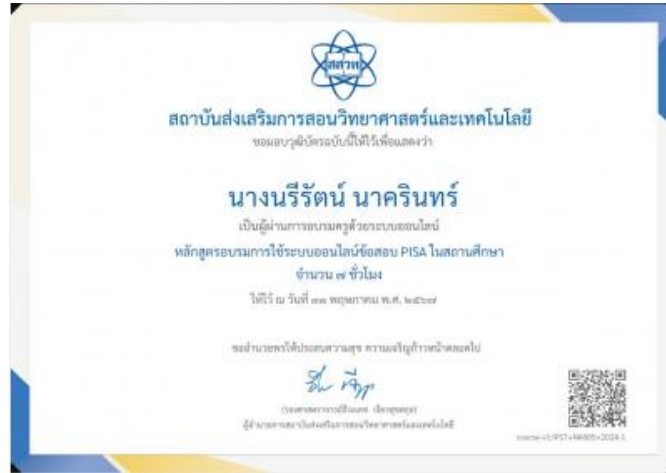 สสวท
สถาบันส่งเสริมการสอนวิทยาศาสตร์และเทคโนโลยี
ขอมอบวุฒิบัตรฉบับนี้ให้ไว้เพื่อแสดงว่า
นางนรีรัตน์ นาครินทร์
เป็นผู้ผ่านการอบรมครูด้วยระบบออนไลน์
หลักสูตรอบรมการใช้ระบบออนไลน์ข้อสอบ PISA ในสถานศึกษา
จำนวน ๗ ชั่วโมง
ให้ไว้ ณ วันที่ ๓๑ พฤษภาคม พ.ศ. ๒๕๖๗
ขออำนวยพรให้ประสบความสุข ความเจริญก้าวหน้าตลอดไป
ผู้อำนวยการสถาบันส่งเสริมการสอนวิทยาศาสตร์และเทคโนโลยี